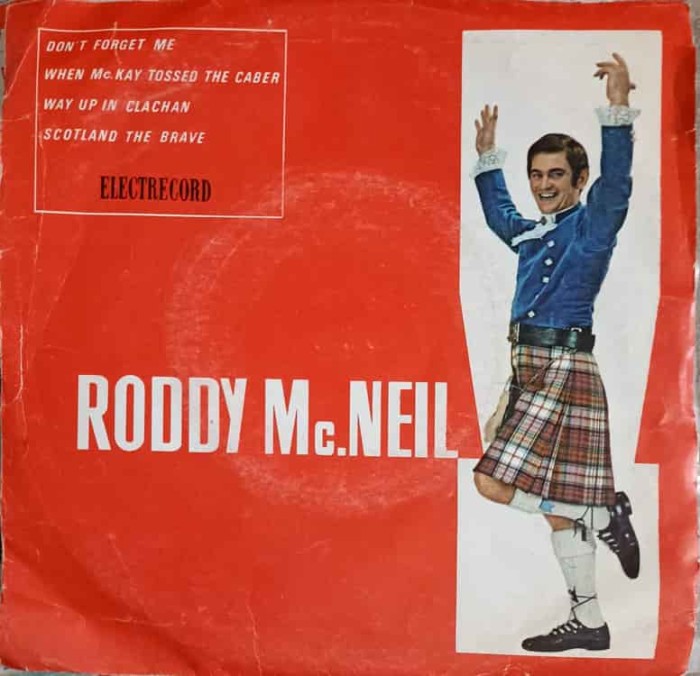 DON'T FORGET ME
WHEN Mc.KAY TOSSED THE CABER
WAY UP IN CLACHAN
SCOTLAND THE BRAVE
ELECTRECORD
RODDY Mc.NEIL